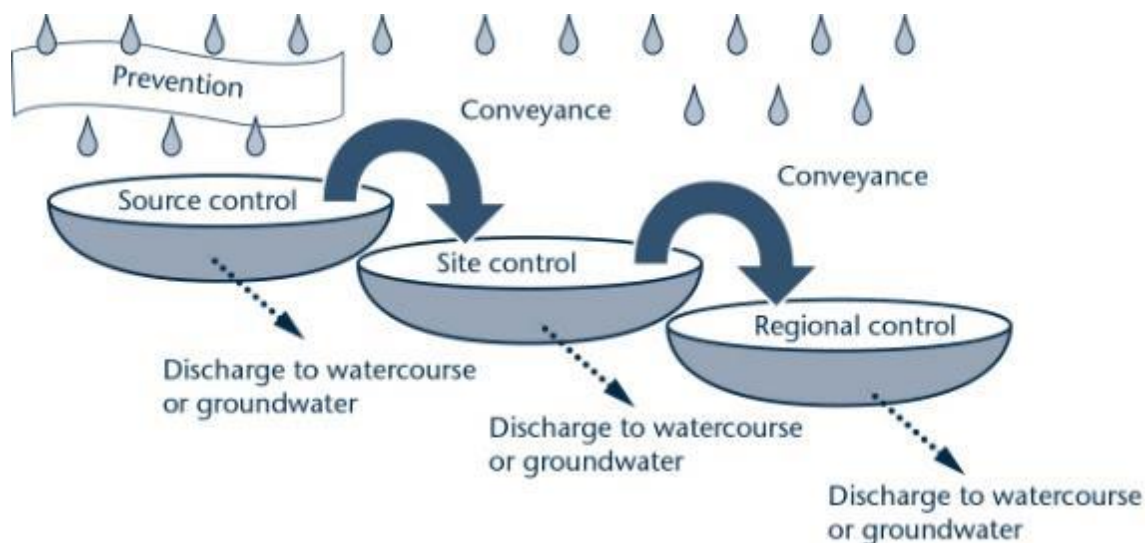 Prevention
Conveyance
Conveyance
Source control
Site control
Regional control
Discharge to watercourse
or groundwater
Discharge to watercourse
or groundwater
Discharge to watercourse
or groundwater